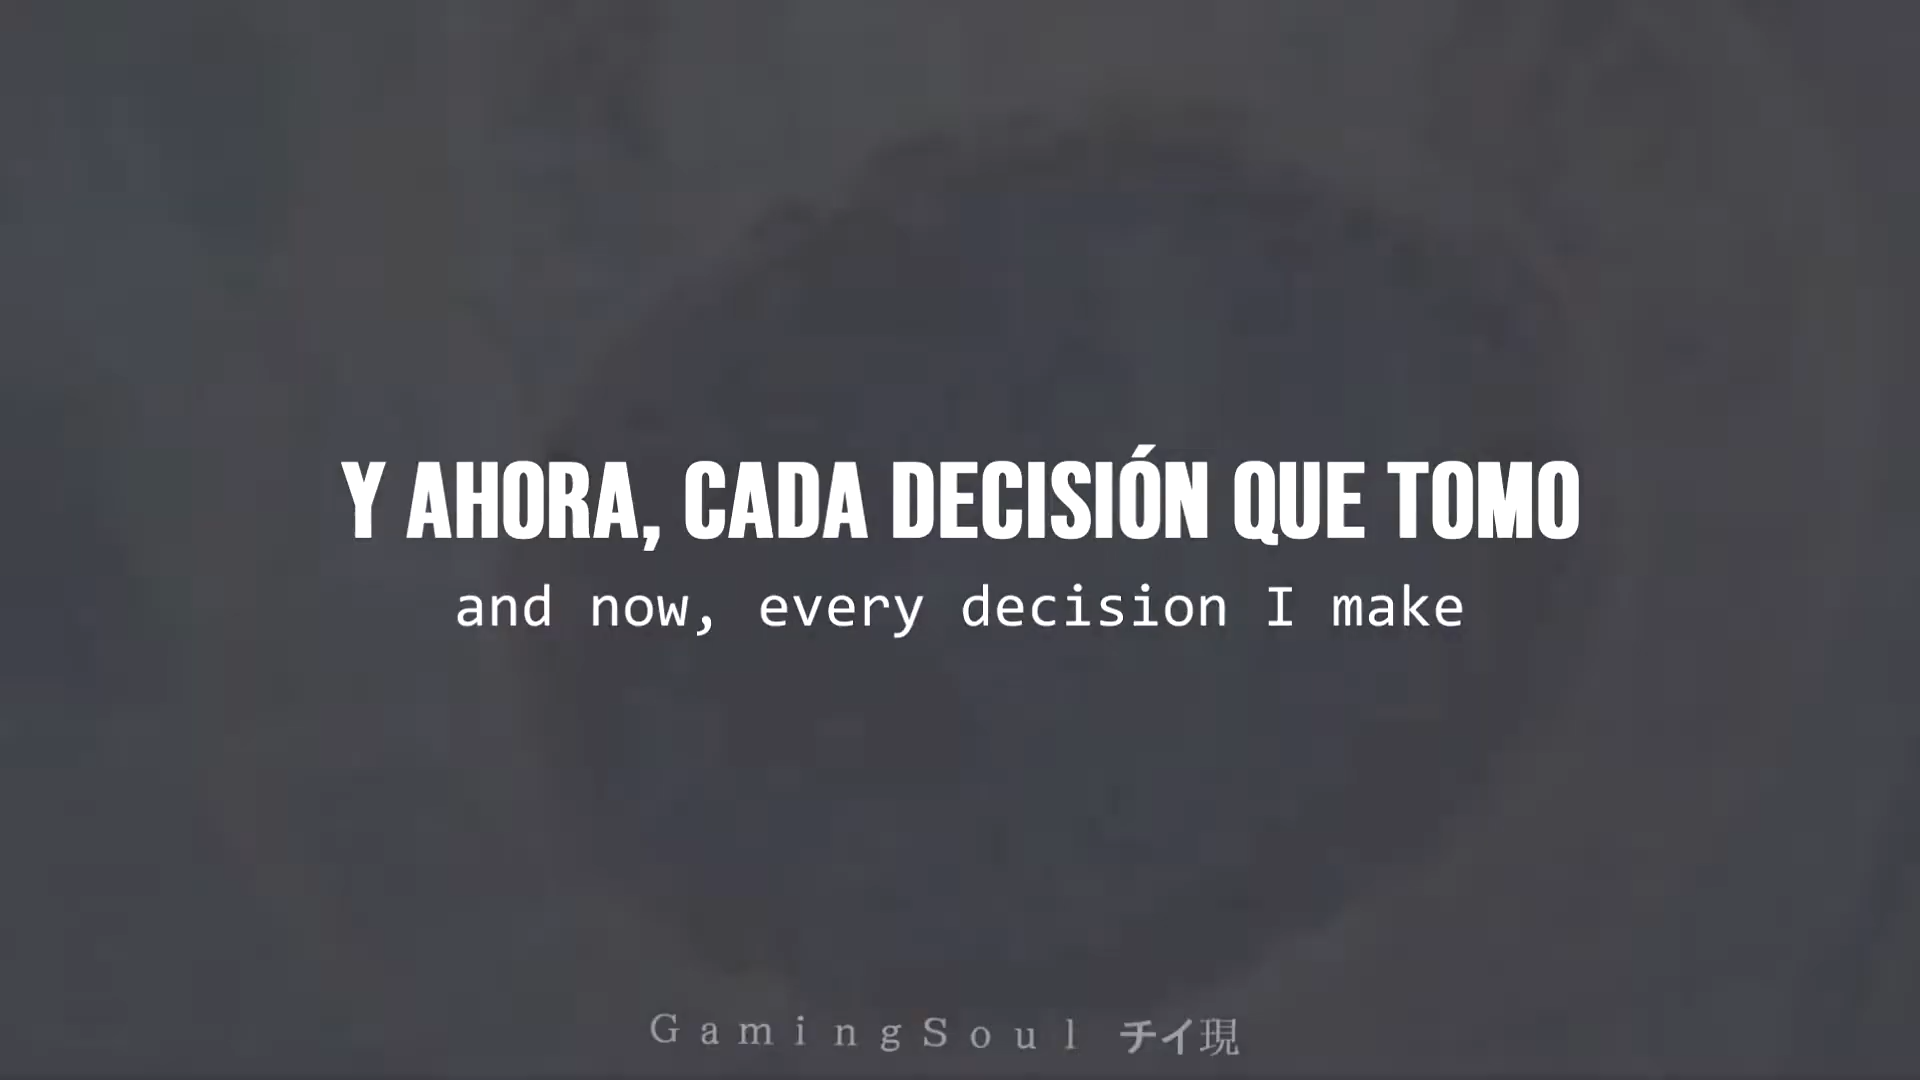 Y AHORA, CADA DECISIÓN QUE TOMO
and now, every decision I make
GamingSoul チイ現